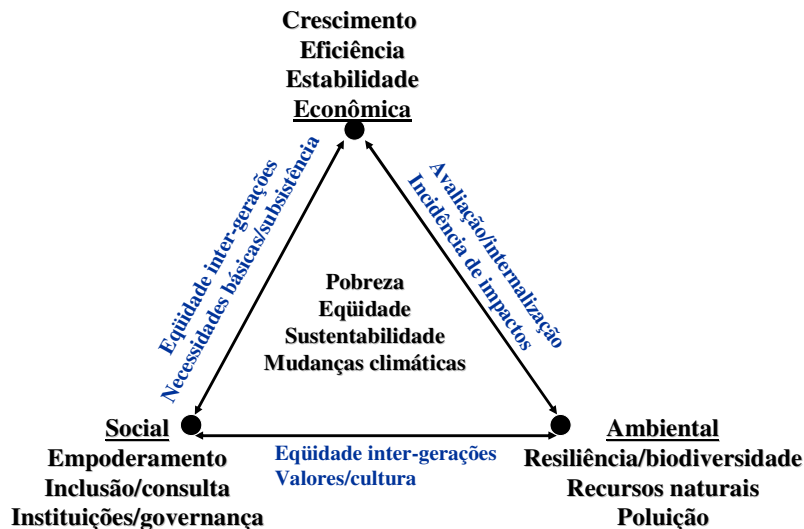 Crescimento
Eficiência
Estabilidade
Econômica
Eqüidade inter-gerações
Necessidades básicas/subsistência
Avaliação/internalização
Incidência de impactos
Pobreza
Eqüidade
Sustentabilidade
Mudanças climáticas
Social
Empoderamento
Inclusão/consulta
Instituições/governança
Eqüidade inter-gerações
Valores/cultura
Ambiental
Resiliência/biodiversidade
Recursos naturais
Poluição